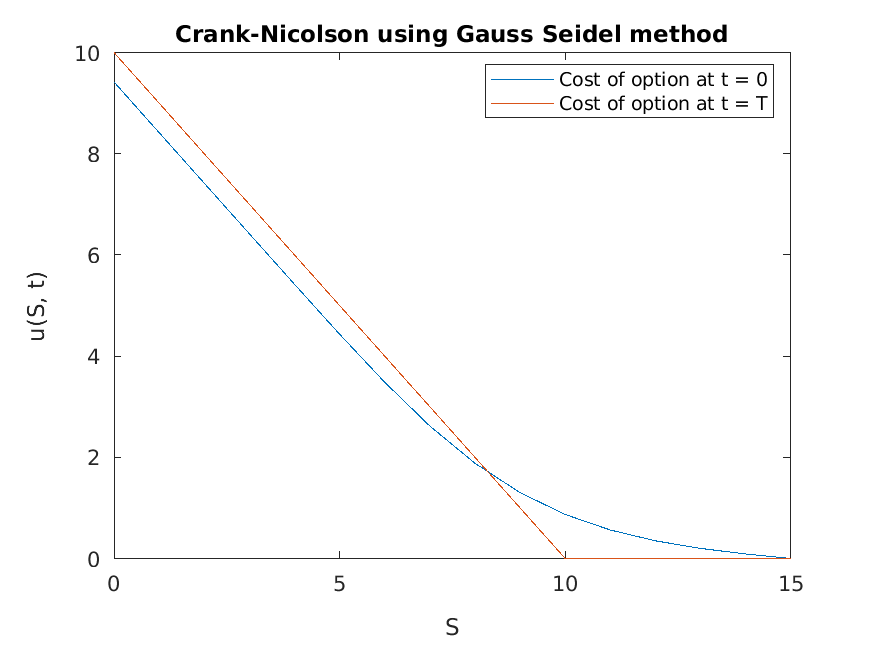 Crank-Nicolson using Gauss Seidel method
Cost of option at t = 0
Cost of option at t = T
10
8
6
4
2
0
u(S, t)
0 5 10 15
S